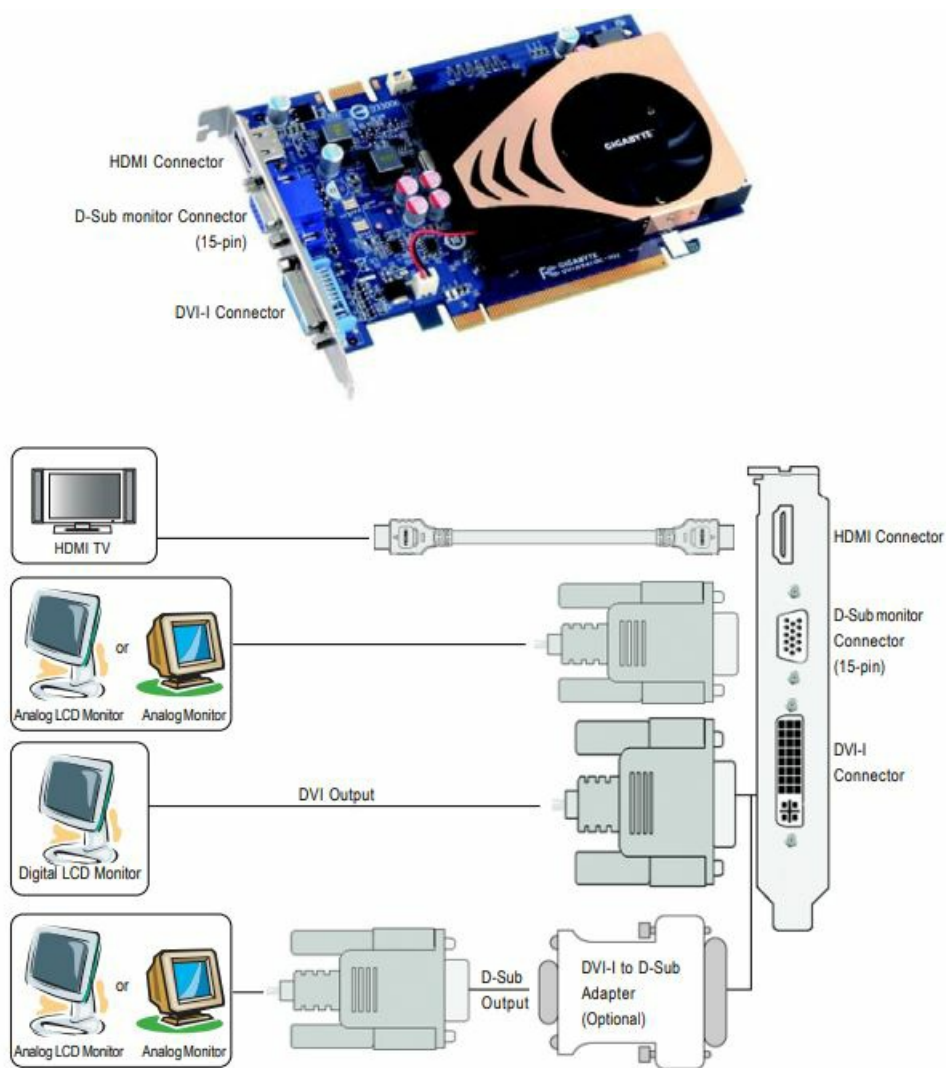 GIGABYTE
HDMI Connector
D-Sub monitor Connector
(15-pin)
DVI-I Connector
GIGABYTE
HDMI TV
HDMI Connector
Analog LCD Monitor
or
Analog Monitor
D-Sub monitor
Connector
(15-pin)
Digital LCD Monitor
DVI Output
DVI-I
Connector
Analog LCD Monitor
or
Analog Monitor
D-Sub
Output
DVI-I to D-Sub
Adapter
(Optional)